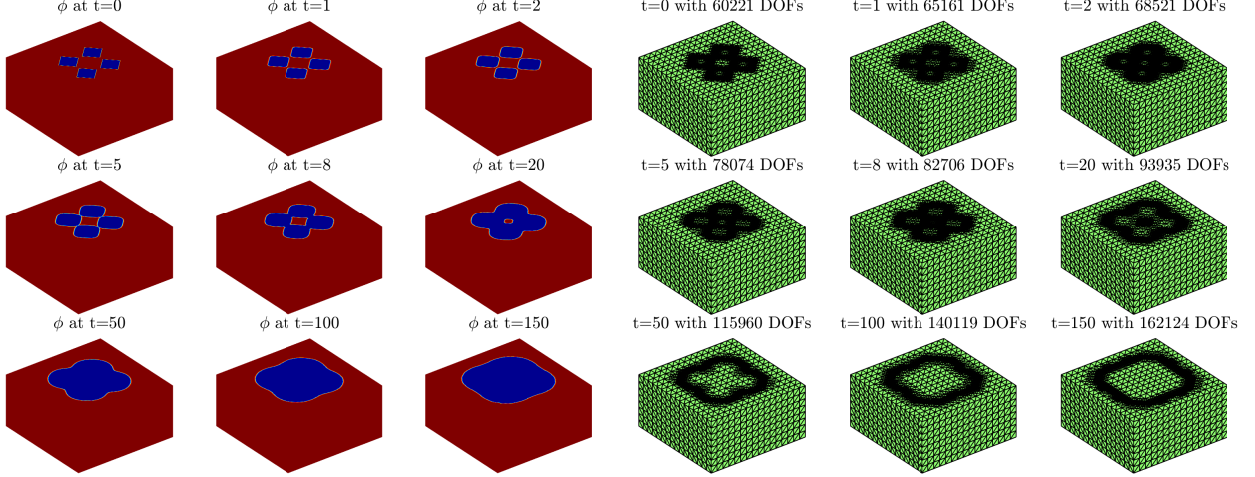 ϕ at t=0
ϕ at t=1
ϕ at t=2
t=0 with 60221 DOFs
t=1 with 65161 DOFs
t=2 with 68521 DOFs
ϕ at t=5
ϕ at t=8
ϕ at t=20
t=5 with 78074 DOFs
t=8 with 82706 DOFs
t=20 with 93935 DOFs
ϕ at t=50
ϕ at t=100
ϕ at t=150
t=50 with 115960 DOFs
t=100 with 140119 DOFs
t=150 with 162124 DOFs